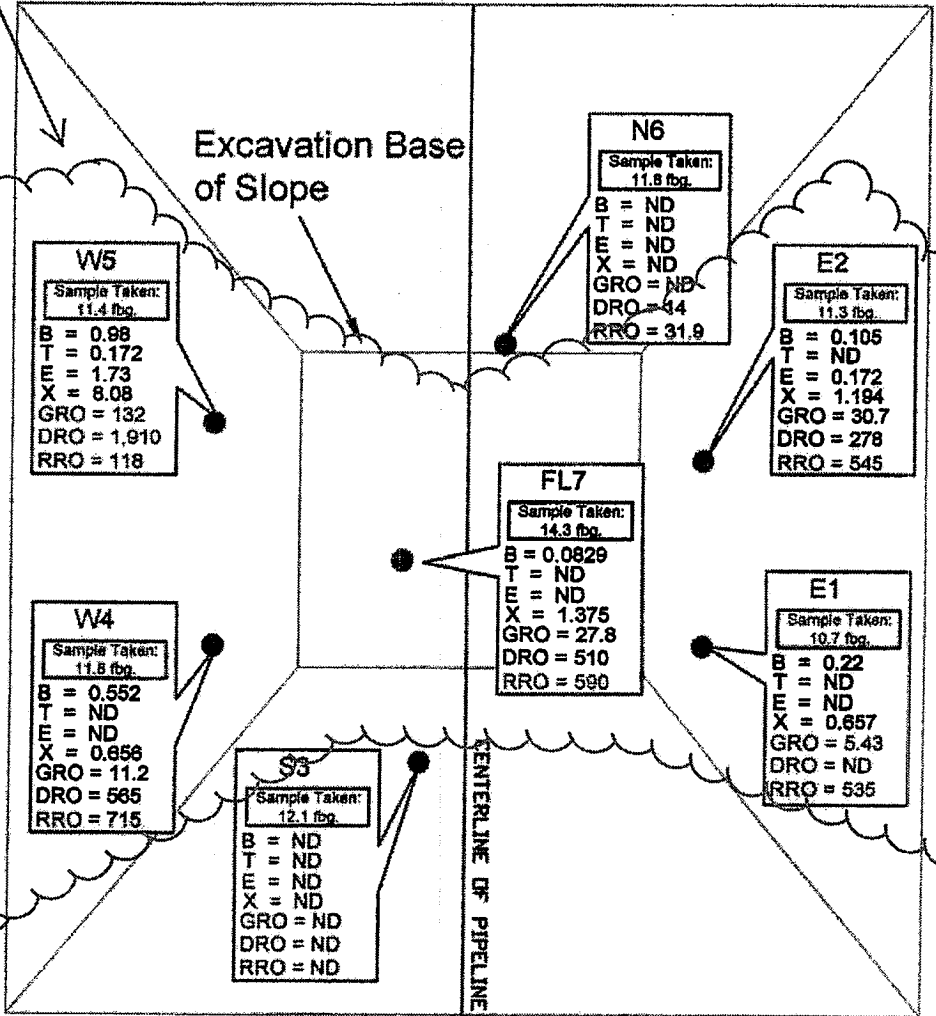 Excavation Base
of Slope
N6
Sample Taken:
11.8 fbg.
B = ND
T = ND
E = ND
X = ND
GRO = ND
DRO = 14
RRO = 31.9
W5
Sample Taken:
11.4 fbg.
B = 0.98
T = 0.172
E = 1.73
X = 8.08
GRO = 132
DRO = 1,910
RRO = 118
E2
Sample Taken:
11.3 fbg.
B = 0.105
T = ND
E = 0.172
X = 1.194
GRO = 30.7
DRO = 278
RRO = 545
FL7
Sample Taken:
14.3 fbg.
B = 0.0829
T = ND
E = ND
X = 1.375
GRO = 27.8
DRO = 510
RRO = 590
W4
Sample Taken:
11.8 fbg.
B = 0.552
T = ND
E = ND
X = 0.656
GRO = 11.2
DRO = 565
RRO = 715
E1
Sample Taken:
10.7 fbg.
B = 0.22
T = ND
E = ND
X = 0.657
GRO = 5.43
DRO = ND
RRO = 535
S3
Sample Taken:
12.1 fbg.
B = ND
T = ND
E = ND
X = ND
GRO = ND
DRO = ND
RRO = ND
CENTERLINE OF PIPELINE